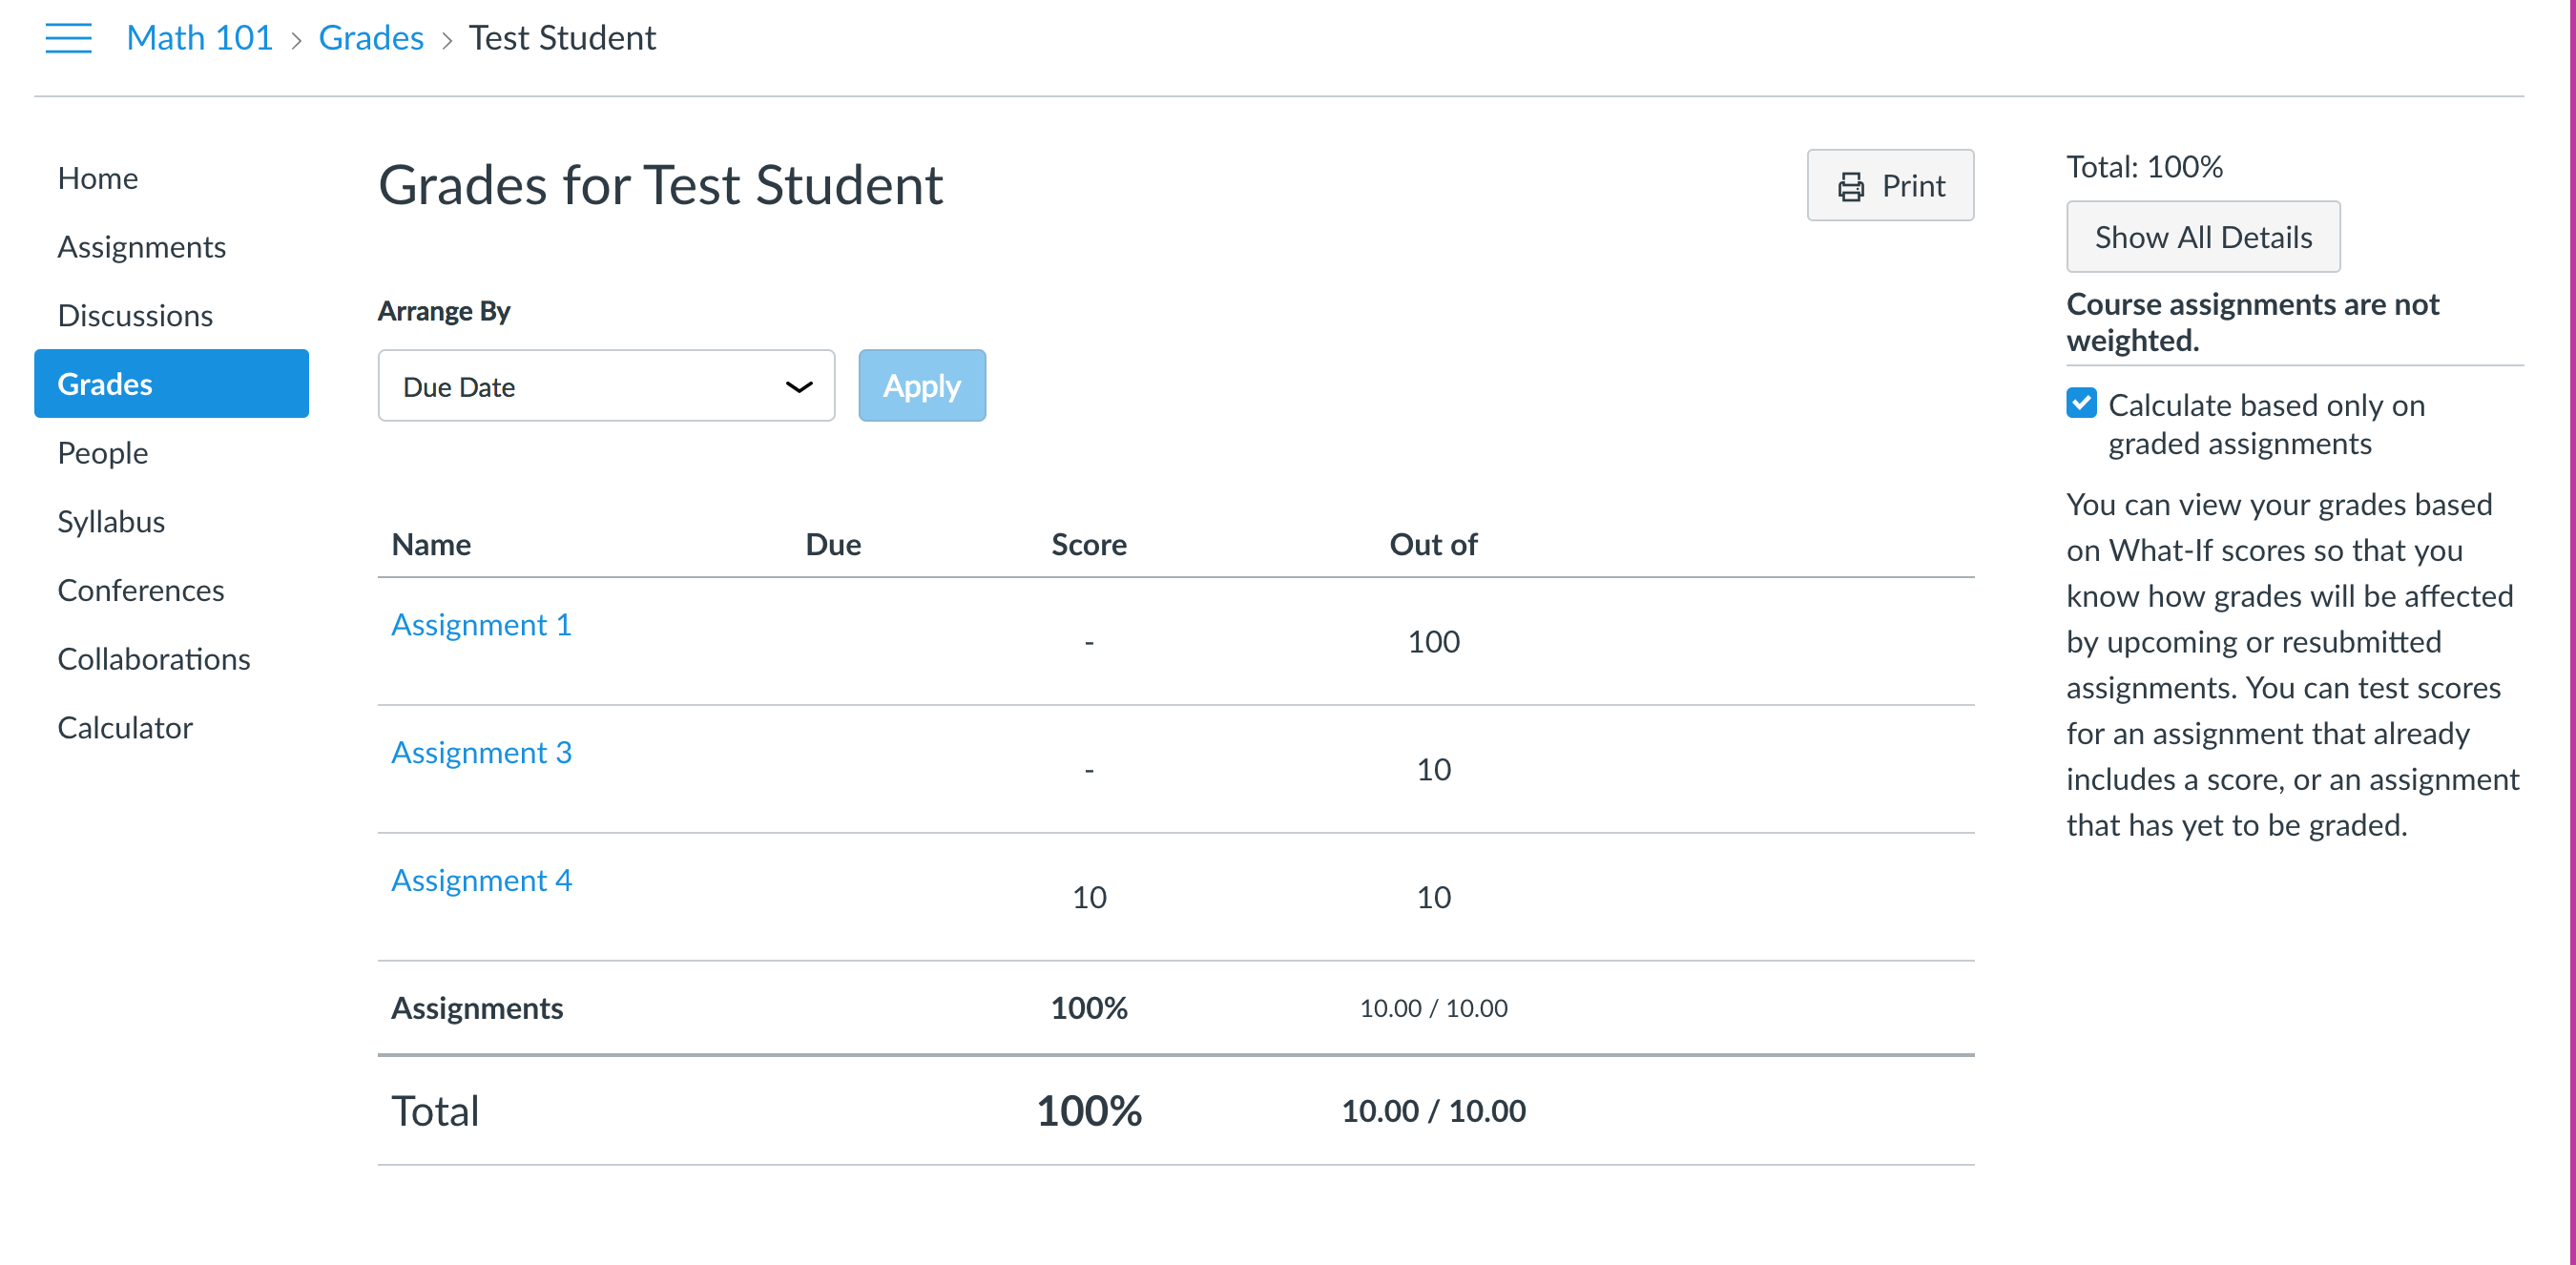 Math 101 > Grades > Test Student
Home
Assignments
Discussions
Grades
People
Syllabus
Conferences
Collaborations
Calculator
Grades for Test Student
Print
Arrange By
Due Date
Apply
Name Due Score Out of
Assignment 1 - 100
Assignment 3 - 10
Assignment 4 10 10
Assignments 100% 10.00 / 10.00
Total 100% 10.00 / 10.00
Total: 100%
Show All Details
Course assignments are not
weighted.
Calculate based only on
graded assignments
You can view your grades based
on What-If scores so that you
know how grades will be affected
by upcoming or resubmitted
assignments. You can test scores
for an assignment that already
includes a score, or an assignment
that has yet to be graded.